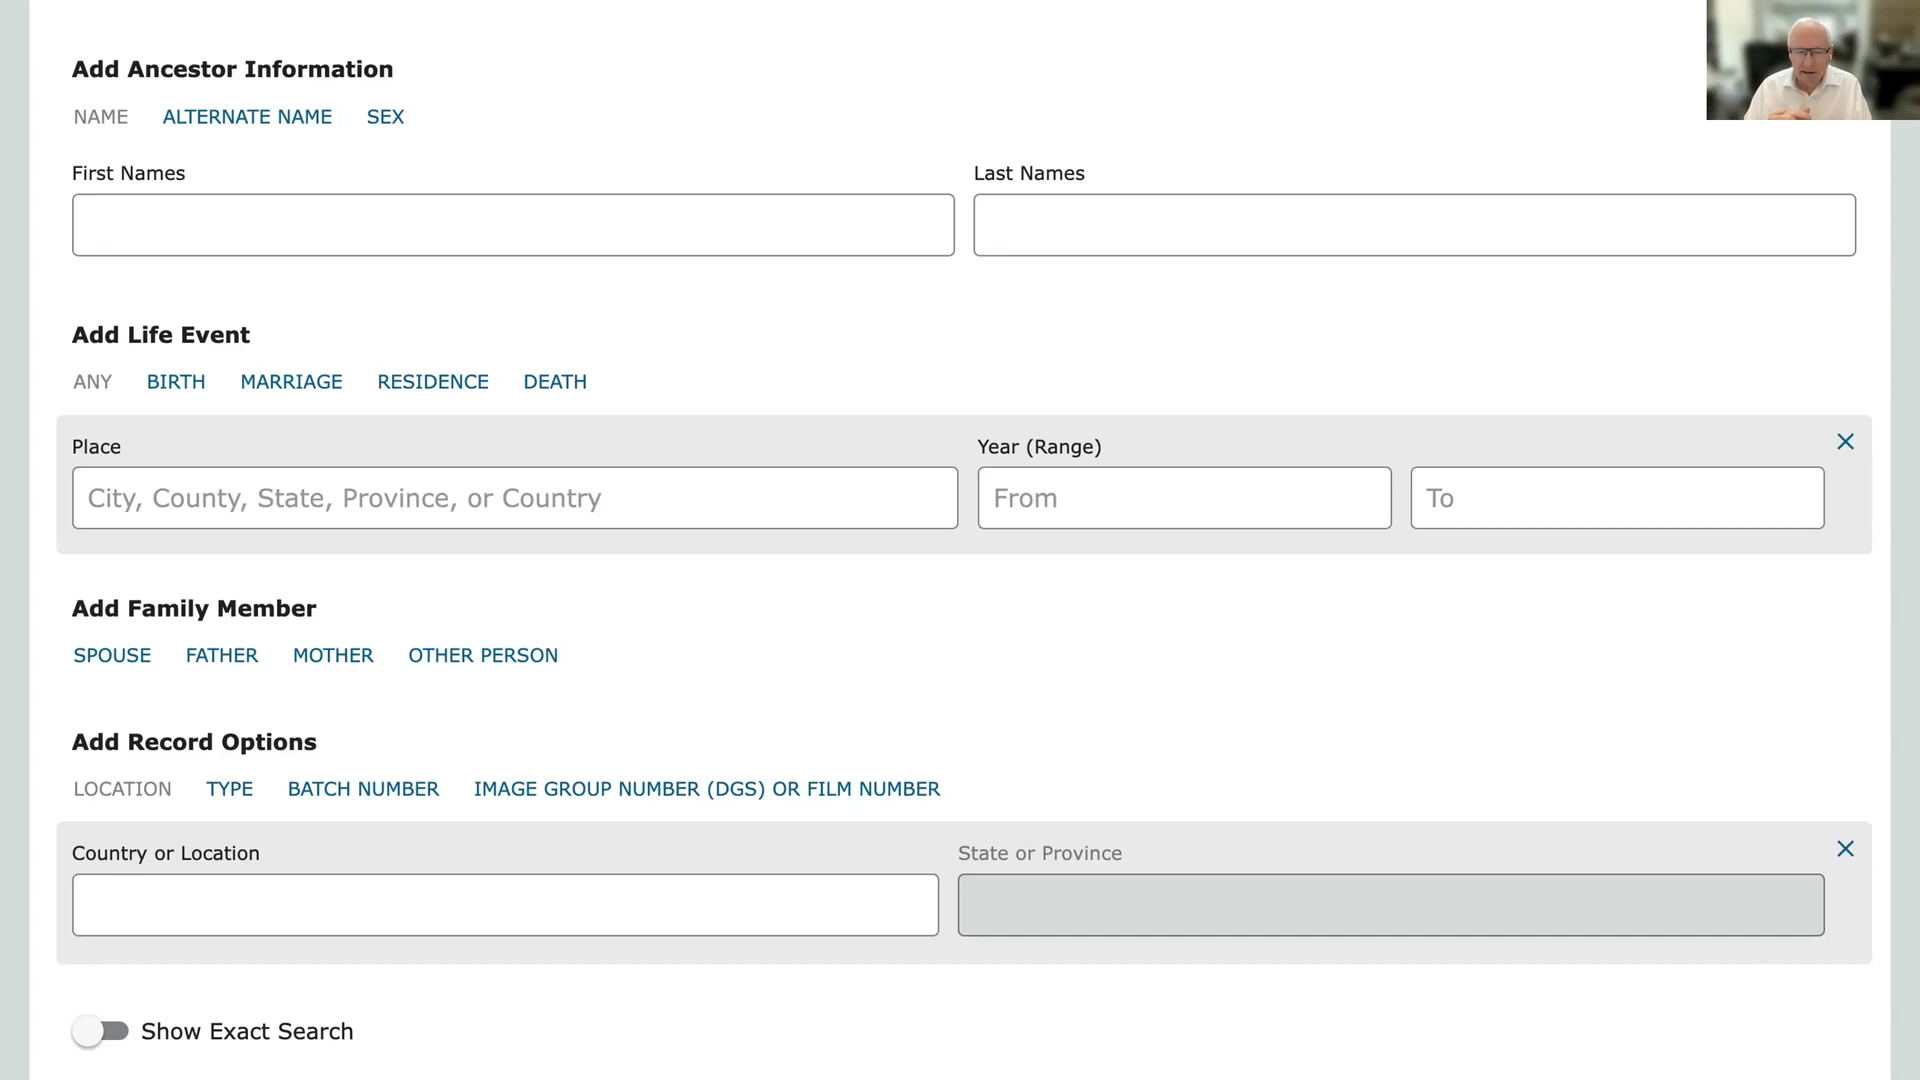 Add Ancestor Information
NAME ALTERNATE NAME SEX
First Names Last Names
Add Life Event
ANY BIRTH MARRIAGE RESIDENCE DEATH
Place Year (Range)
City, County, State, Province, or Country From To
Add Family Member
SPOUSE FATHER MOTHER OTHER PERSON
Add Record Options
LOCATION TYPE BATCH NUMBER IMAGE GROUP NUMBER (DGS) OR FILM NUMBER
Country or Location State or Province
Show Exact Search